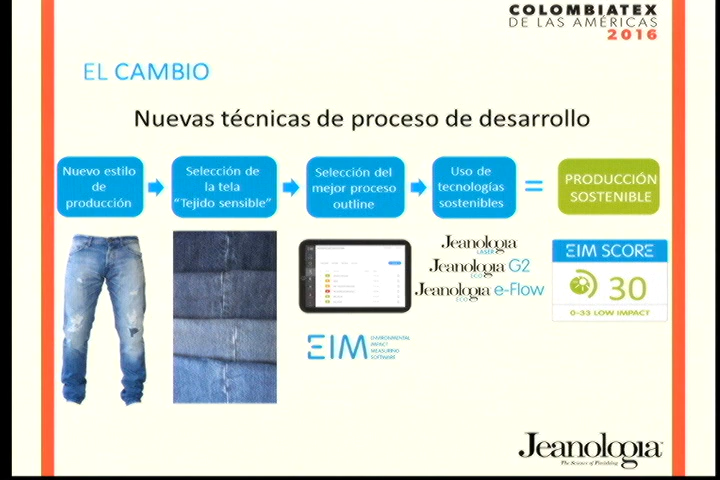 COLOMBIATEX
DE LAS AMÉRICAS
2016
EL CAMBIO
Nuevas técnicas de proceso de desarrollo
Nuevo estilo
de
producción
Selección de
la tela
“Tejido sensible”
Selección del
mejor proceso
outline
Uso de
tecnologías
sostenibles
=
PRODUCCIÓN
SOSTENIBLE
Jeanologia
LASER
Jeanologia G2
ECO
Jeanologia e-Flow
ECO
EIM SCORE
30
0-33 LOW IMPACT
EIM
ENVIRONMENTAL
IMPACT
MEASURING
SOFTWARE
Jeanologia
The Science of Finishing